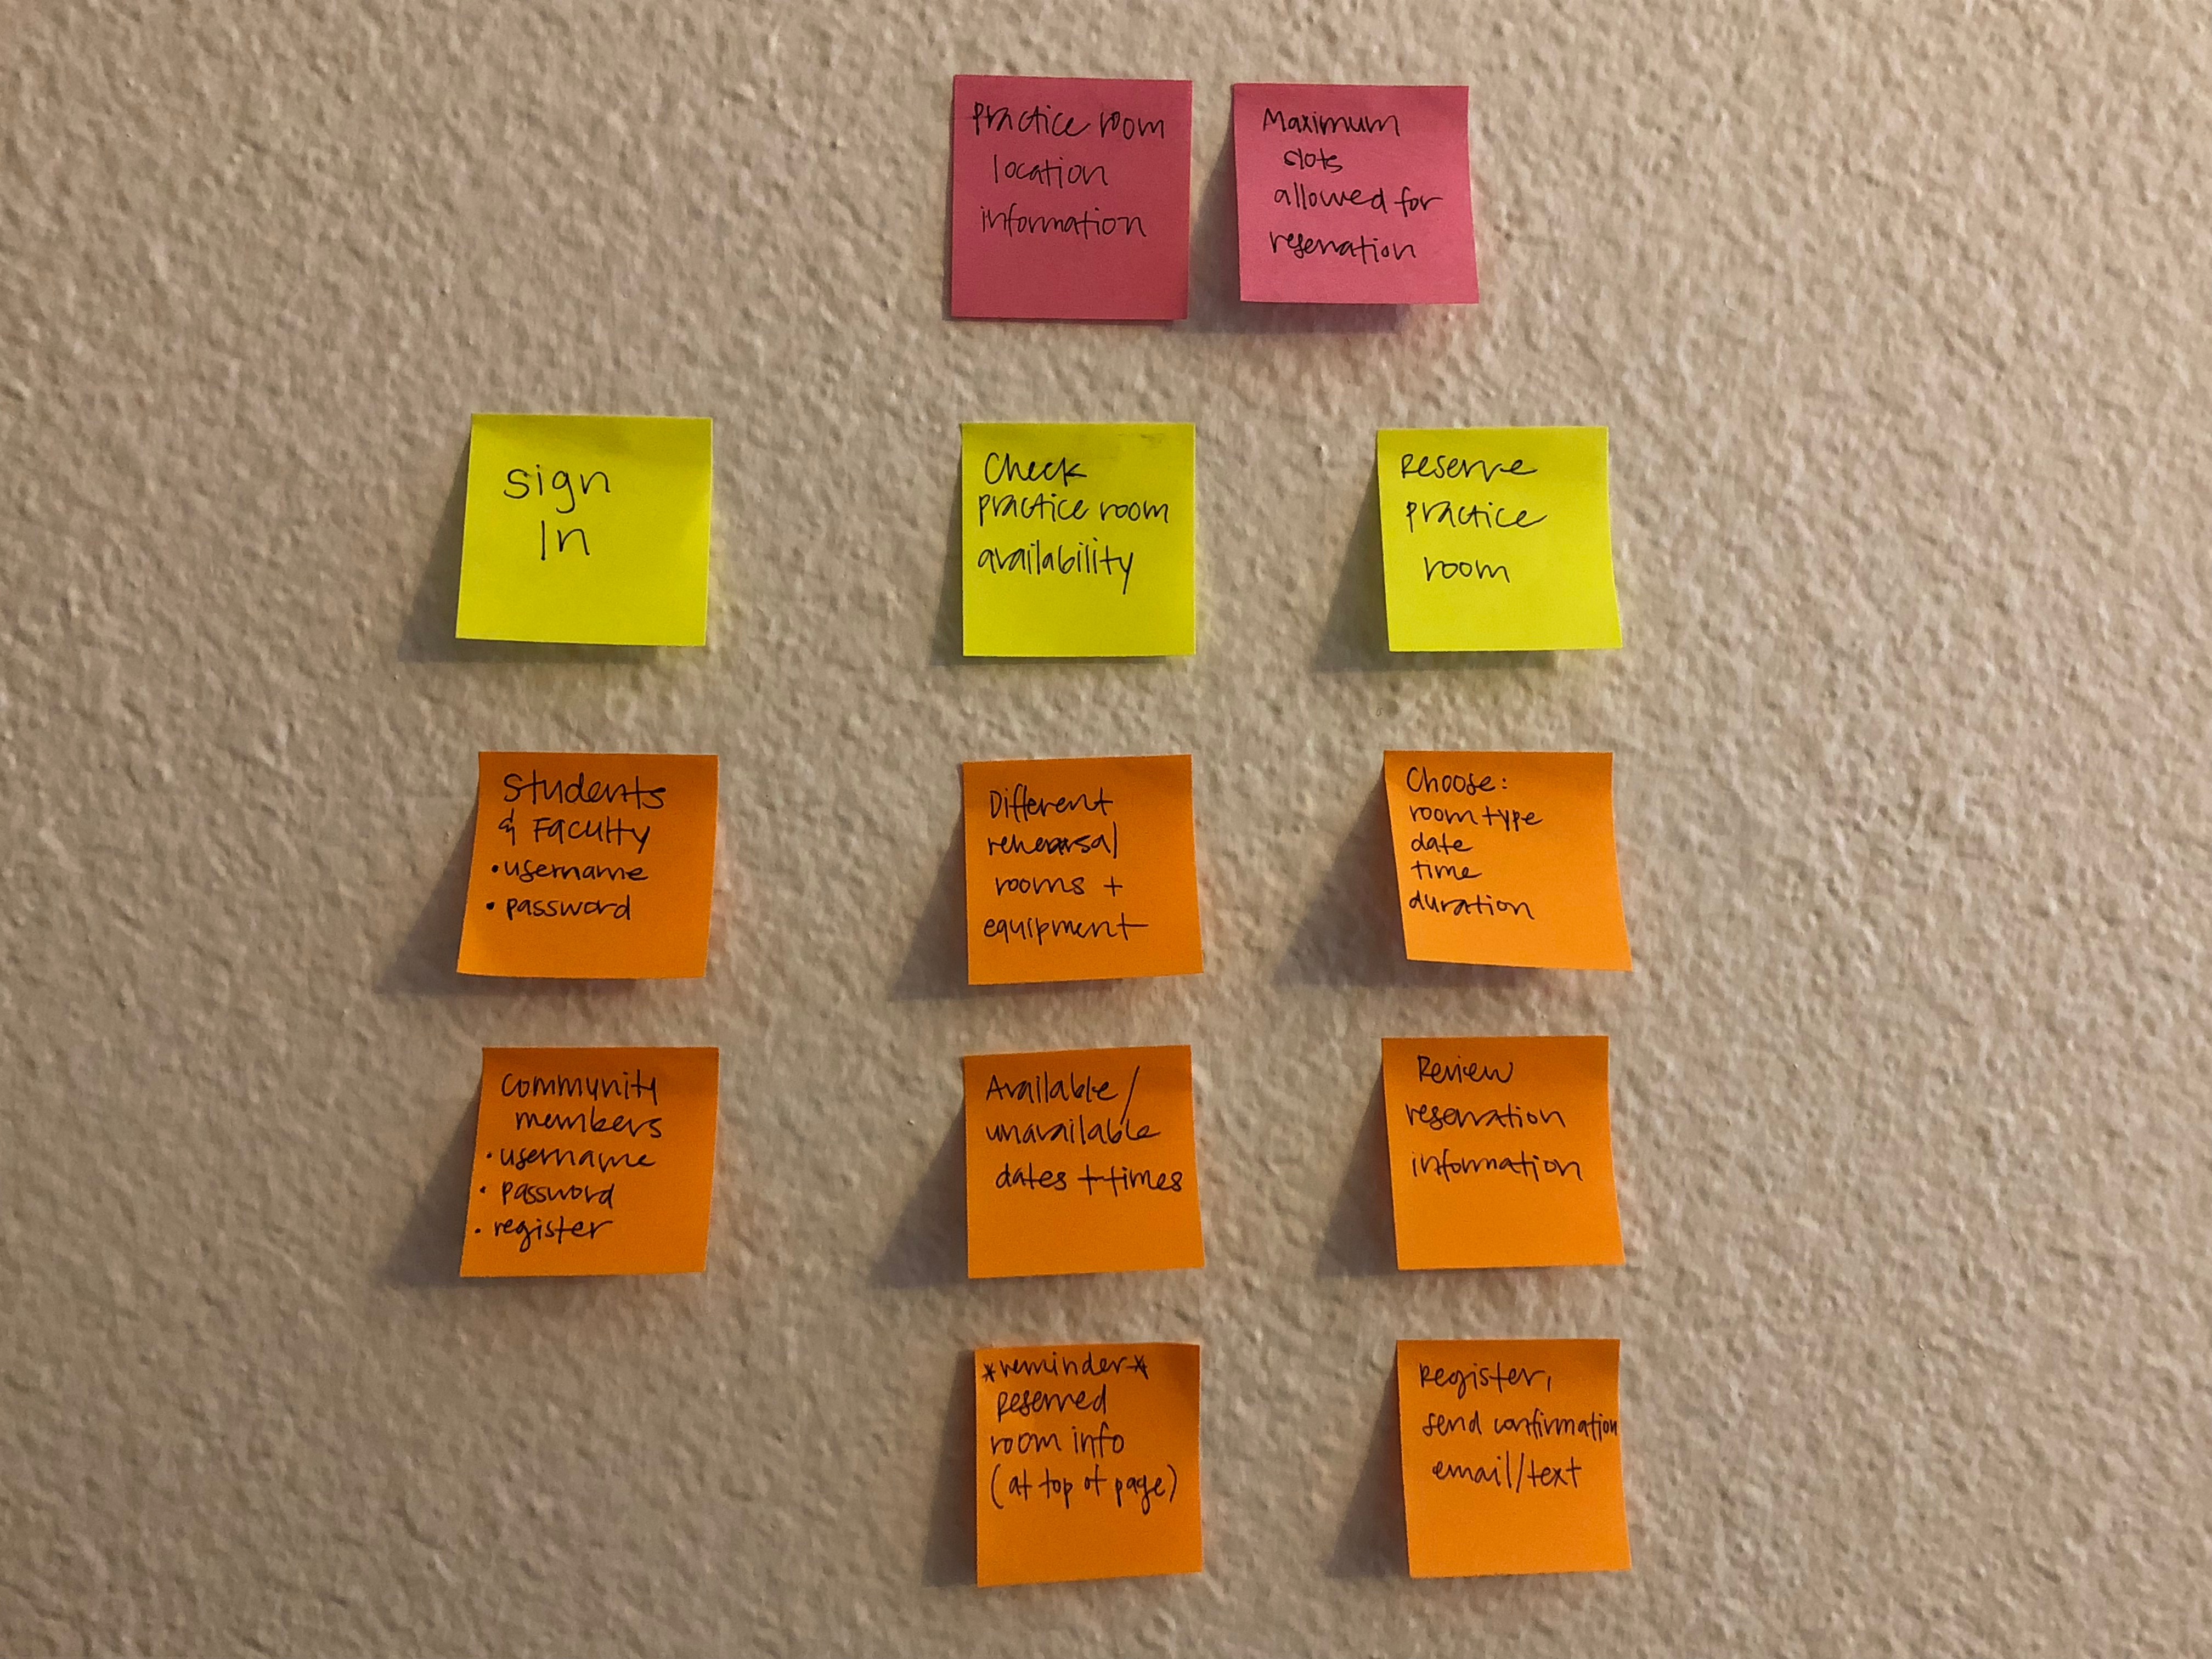 Practice room
location
information
Maximum
slots
allowed for
reservation
Sign
In
Check
practice room
availability
Reserve
practice
room
Students
& Faculty
• username
• password
Different
rehearsal
rooms +
equipment
Choose:
room type
date
time
duration
Community
members
• username
• password
• register
Available/
unavailable
dates + times
Review
reservation
information
*reminder*
Reserved
room info
(at top of page)
Register,
send confirmation
email/text